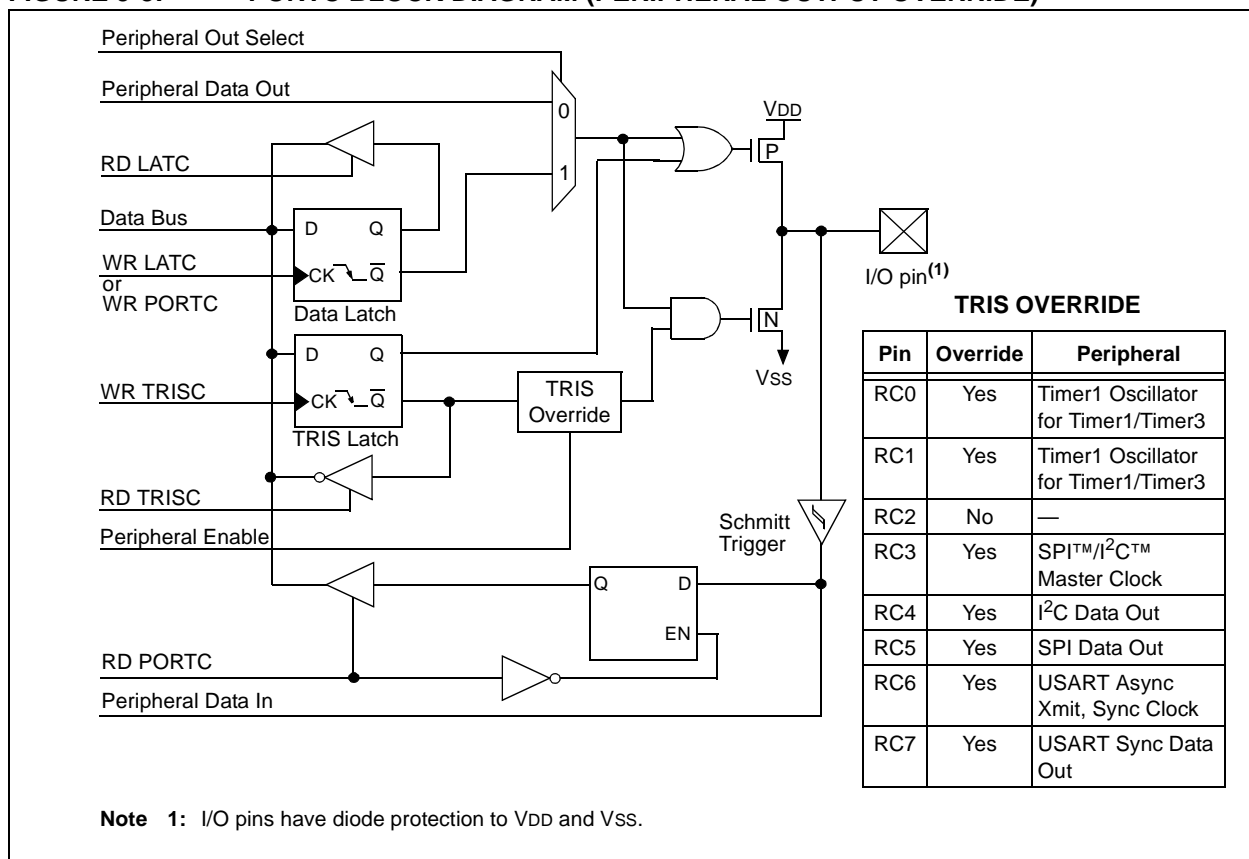 Peripheral Out Select
Peripheral Data Out
0
1
VDD
P
RD LATC
Data Bus
D Q
WR LATC
or
WR PORTC
CK Q̅
Data Latch
I/O pin(1)
N
VSS
D Q
WR TRISC
CK Q̅
TRIS Latch
TRIS
Override
RD TRISC
Peripheral Enable
Schmitt
Trigger
Q D
EN
RD PORTC
Peripheral Data In
TRIS OVERRIDE
Pin Override Peripheral
RC0 Yes Timer1 Oscillator
for Timer1/Timer3
RC1 Yes Timer1 Oscillator
for Timer1/Timer3
RC2 No —
RC3 Yes SPI™/I²C™
Master Clock
RC4 Yes I²C Data Out
RC5 Yes SPI Data Out
RC6 Yes USART Async
Xmit, Sync Clock
RC7 Yes USART Sync Data
Out
Note 1: I/O pins have diode protection to VDD and VSS.